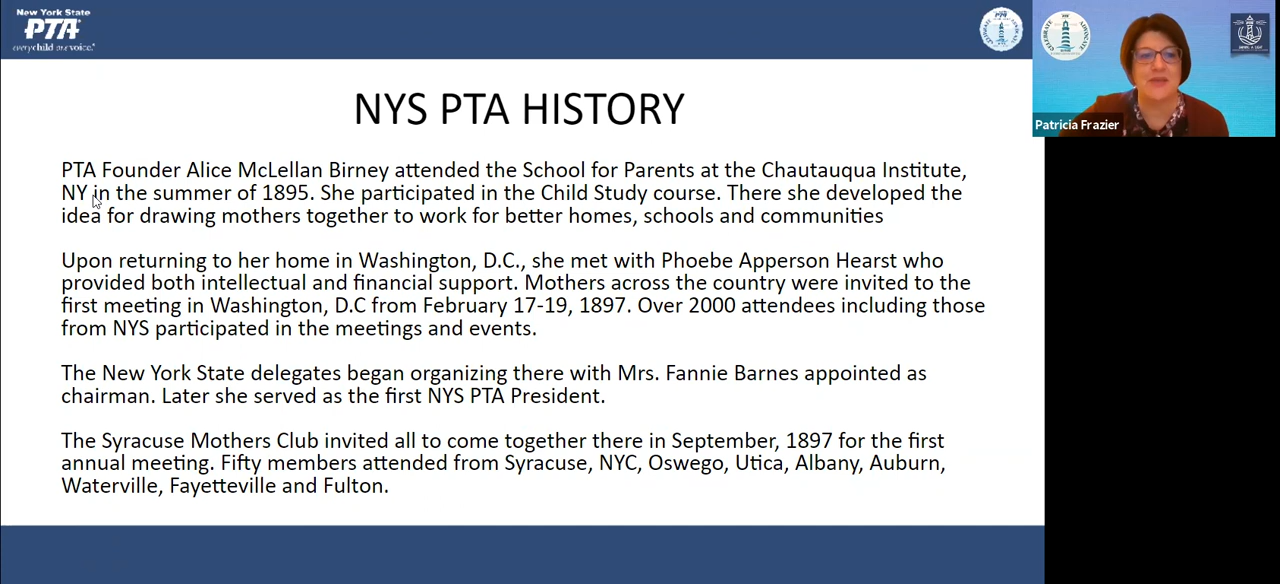 New York State
PTA
everychild.onevoice.
NYS PTA HISTORY
PTA Founder Alice McLellan Birney attended the School for Parents at the Chautauqua Institute,
NY in the summer of 1895. She participated in the Child Study course. There she developed the
idea for drawing mothers together to work for better homes, schools and communities
Upon returning to her home in Washington, D.C., she met with Phoebe Apperson Hearst who
provided both intellectual and financial support. Mothers across the country were invited to the
first meeting in Washington, D.C from February 17-19, 1897. Over 2000 attendees including those
from NYS participated in the meetings and events.
The New York State delegates began organizing there with Mrs. Fannie Barnes appointed as
chairman. Later she served as the first NYS PTA President.
The Syracuse Mothers Club invited all to come together there in September, 1897 for the first
annual meeting. Fifty members attended from Syracuse, NYC, Oswego, Utica, Albany, Auburn,
Waterville, Fayetteville and Fulton.
CELEBRATE
ADVOCATE
Patricia Frazier